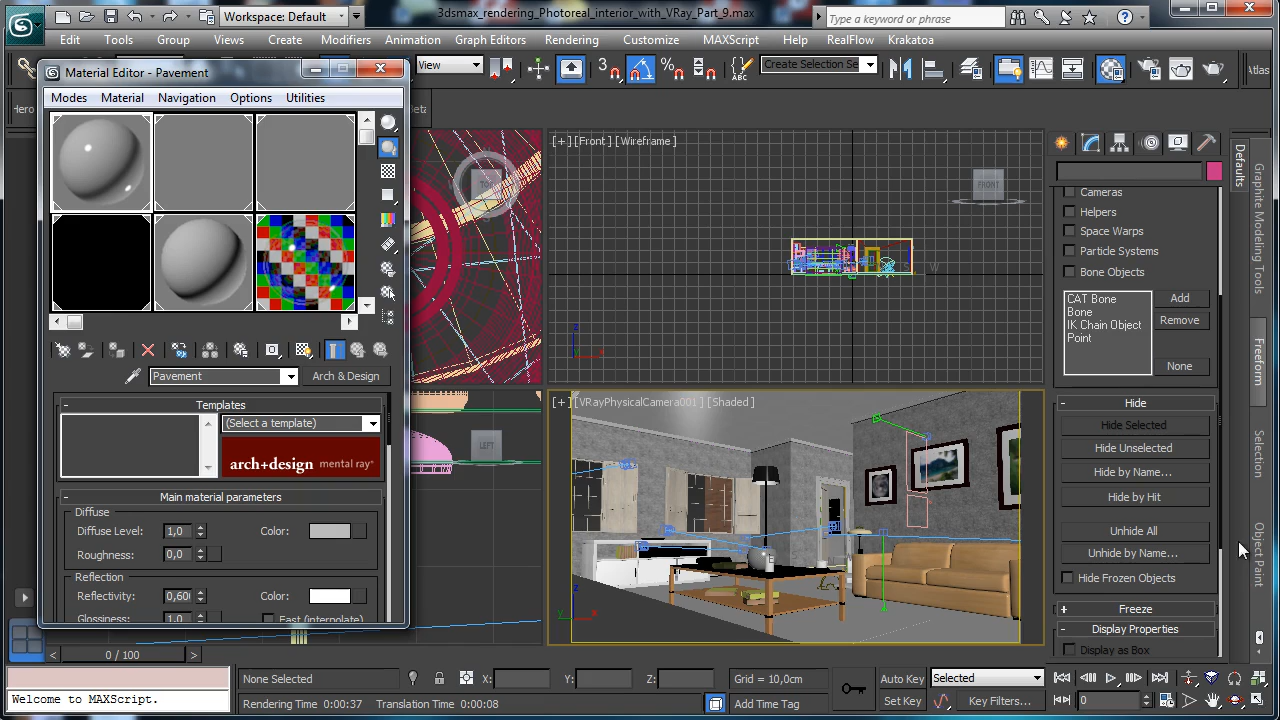 Workspace: Default
3dsmax_rendering_Photoreal_interior_with_VRay_Part_9.max
Type a keyword or phrase
Edit Tools Group Views Create Modifiers Animation Graph Editors Rendering Customize MAXScript Help RealFlow Krakatoa
View
3
Create Selection Se
Atlas
Hero
Material Editor - Pavement
Modes Material Navigation Options Utilities
Pavement
Arch & Design
Templates
(Select a template)
arch+design mental ray
Main material parameters
Diffuse
Diffuse Level: 1,0 Color:
Roughness: 0,0
Reflection
Reflectivity: 0,60 Color:
Glossiness: 1,0 Fast (interpolate)
TOP
[+] [Front] [Wireframe]
FRONT
LEFT
[+] [VRayPhysicalCamera001] [Shaded]
Cameras
Helpers
Space Warps
Particle Systems
Bone Objects
CAT Bone
Bone
IK Chain Object
Point
Add
Remove
None
Hide
Hide Selected
Hide Unselected
Hide by Name...
Hide by Hit
Unhide All
Unhide by Name...
Hide Frozen Objects
Freeze
Display Properties
Display as Box
Defaults
Graphite Modeling Tools
Freeform
Selection
Object Paint
0 / 100
Welcome to MAXScript.
None Selected
X: Y: Z:
Grid = 10,0cm
Rendering Time 0:00:37 Translation Time 0:00:08
Add Time Tag
Auto Key
Selected
Set Key
Key Filters...
0